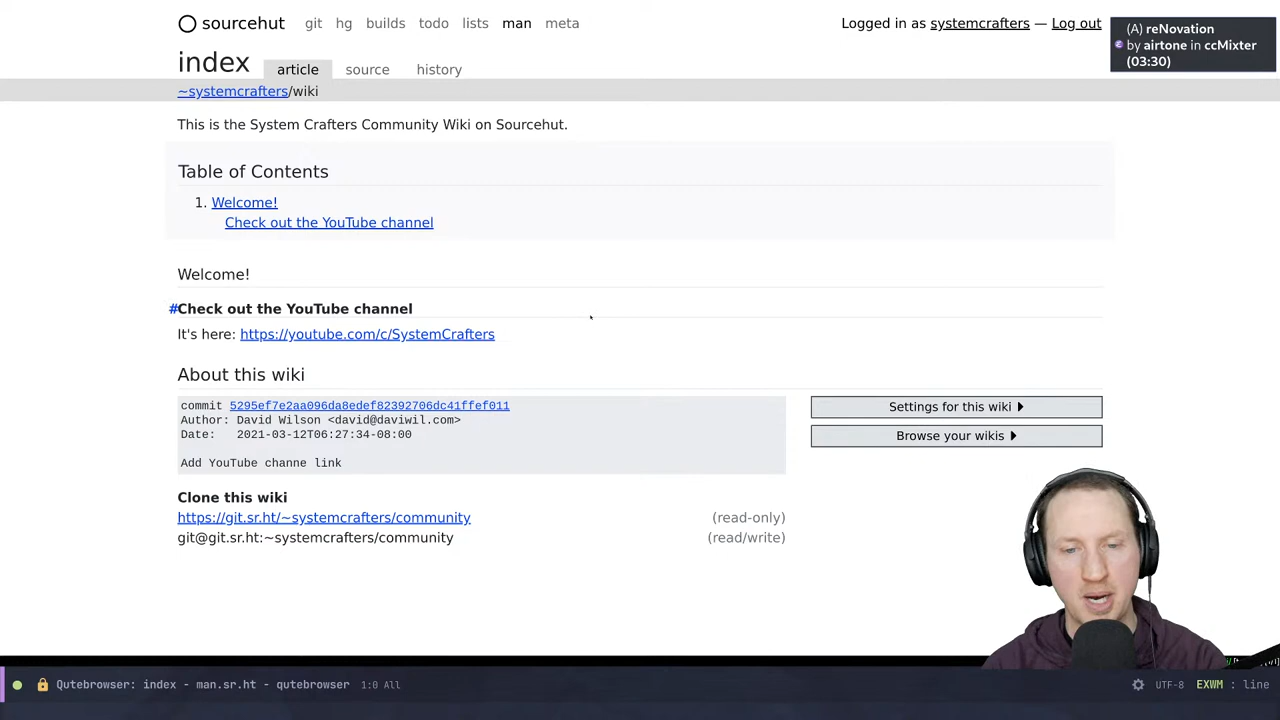 sourcehut git hg builds todo lists man meta Logged in as systemcrafters — Log out
(A) reNovation
by airtone in ccMixter
(03:30)
index article source history
~systemcrafters/wiki
This is the System Crafters Community Wiki on Sourcehut.
Table of Contents
1. Welcome!
Check out the YouTube channel
Welcome!
#Check out the YouTube channel
It's here: https://youtube.com/c/SystemCrafters
About this wiki
commit 5295ef7e2aa096da8edef82392706dc41ffef011
Author: David Wilson <david@daviwil.com>
Date: 2021-03-12T06:27:34-08:00
Add YouTube channe link
Settings for this wiki
Browse your wikis
Clone this wiki
https://git.sr.ht/~systemcrafters/community (read-only)
git@git.sr.ht:~systemcrafters/community (read/write)
Qutebrowser: index - man.sr.ht - qutebrowser 1:0 All UTF-8 EXWM : line